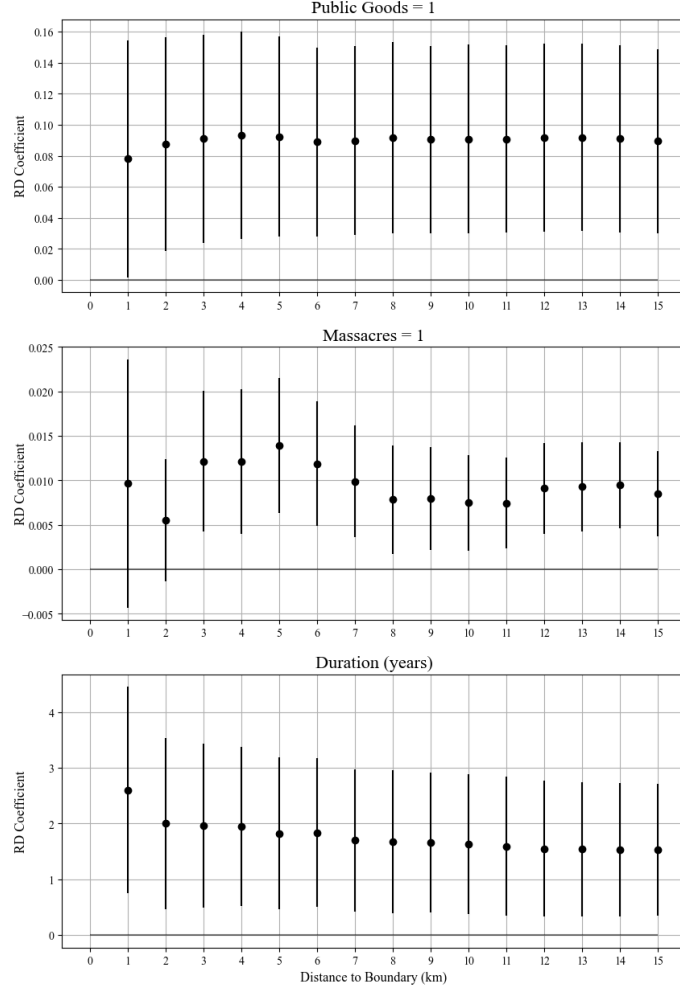 Public Goods = 1
0.16
0.14
0.12
0.10
0.08
0.06
0.04
0.02
0.00
RD Coefficient
0 1 2 3 4 5 6 7 8 9 10 11 12 13 14 15
Massacres = 1
0.025
0.020
0.015
0.010
0.005
0.000
−0.005
RD Coefficient
0 1 2 3 4 5 6 7 8 9 10 11 12 13 14 15
Duration (years)
4
3
2
1
0
RD Coefficient
0 1 2 3 4 5 6 7 8 9 10 11 12 13 14 15
Distance to Boundary (km)